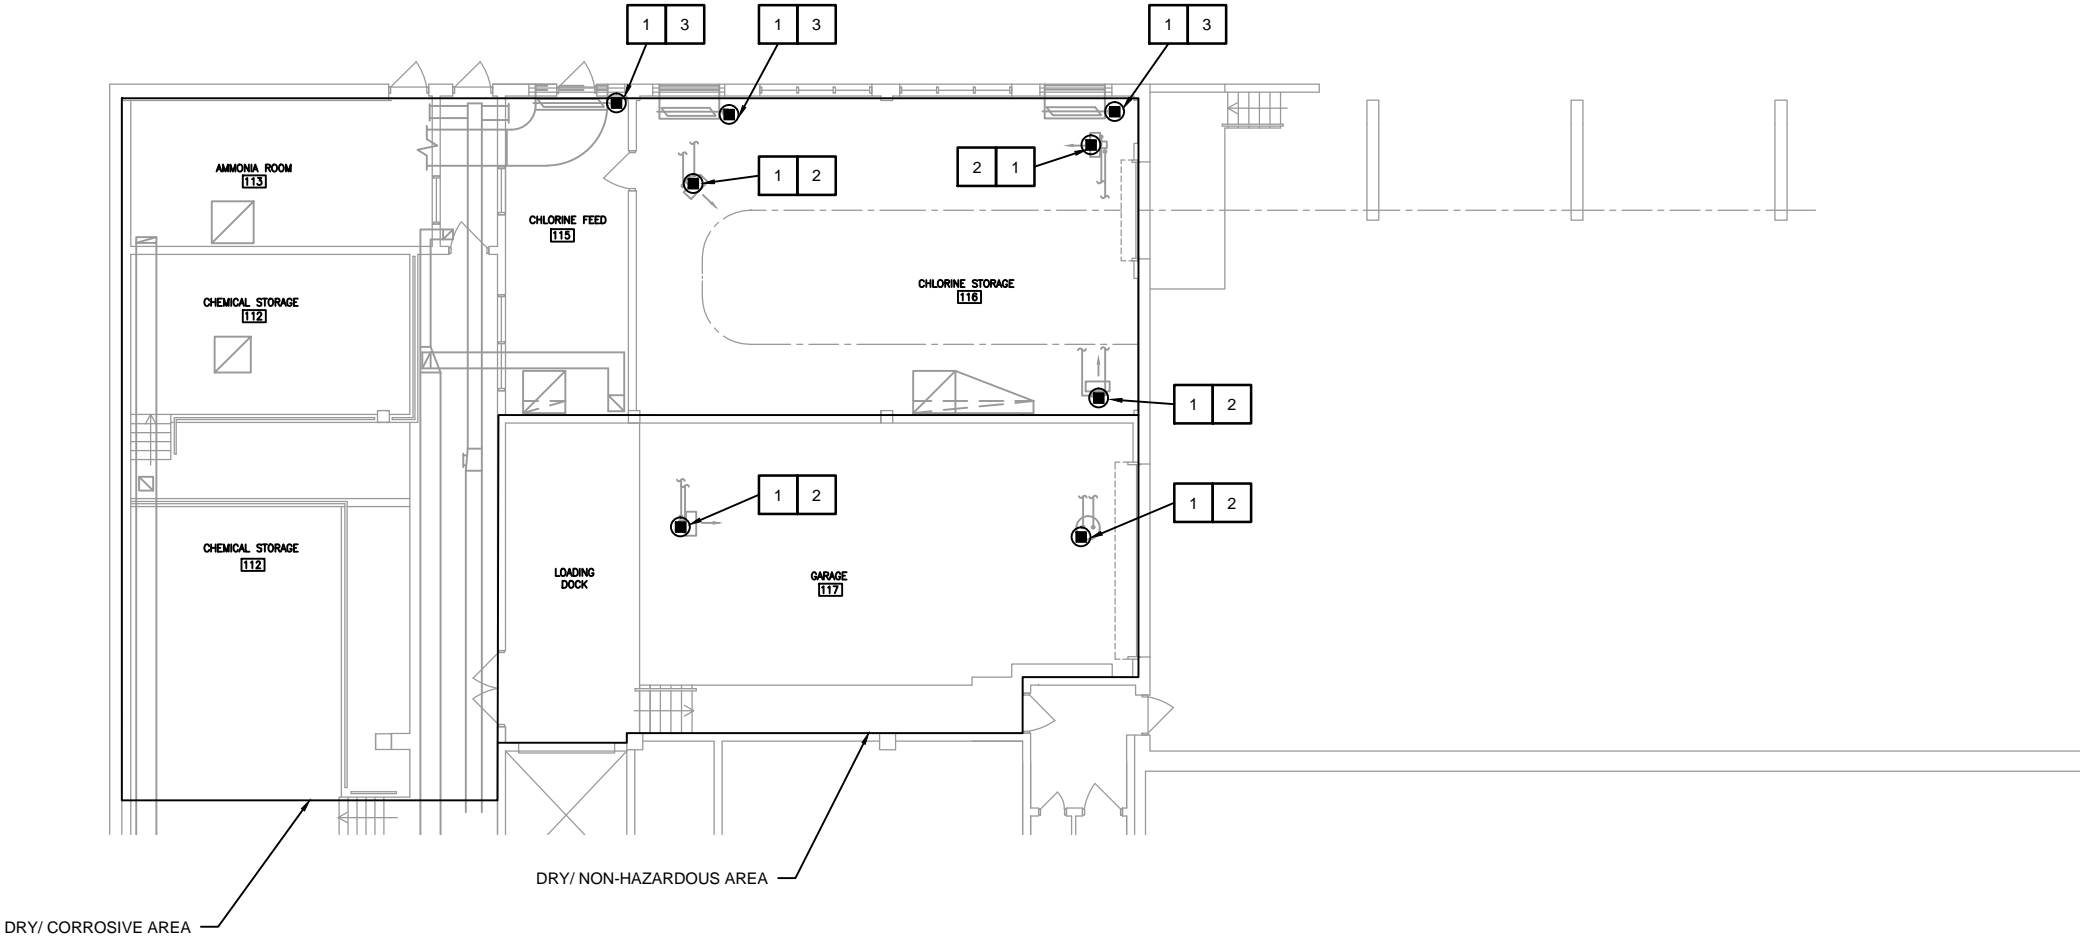 1 3
1 3
1 3
AMMONIA ROOM
113
1 2
2 1
CHLORINE FEED
115
CHLORINE STORAGE
116
CHEMICAL STORAGE
112
1 2
1 2
1 2
CHEMICAL STORAGE
112
LOADING
DOCK
GARAGE
117
DRY/ NON-HAZARDOUS AREA
DRY/ CORROSIVE AREA